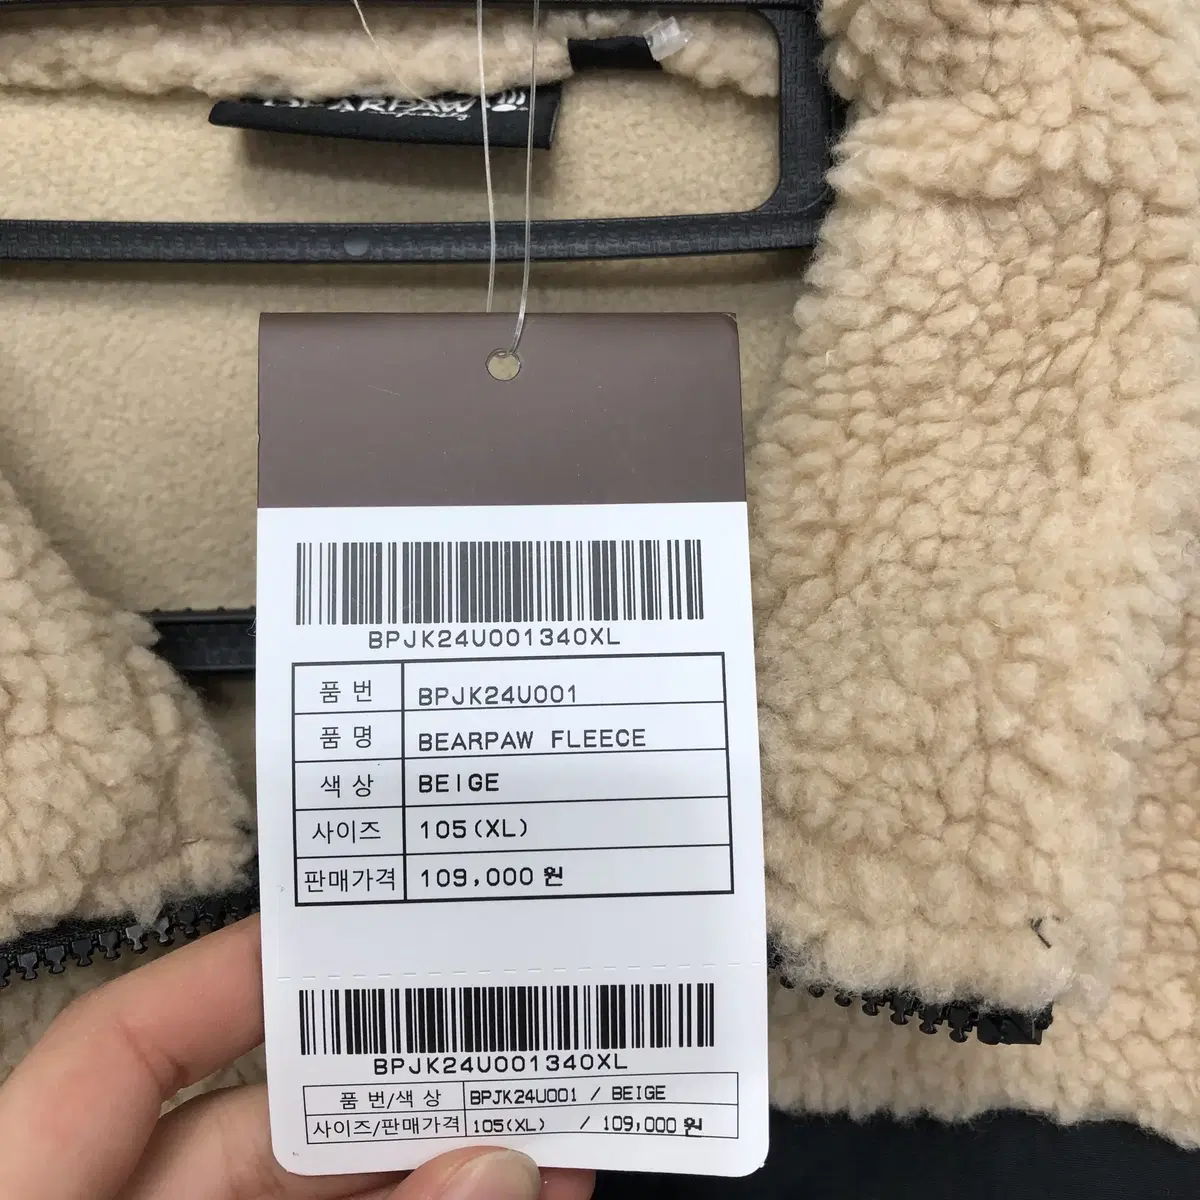 BEARPAW
BPJK24U001340XL
품 번 BPJK24U001
품 명 BEARPAW FLEECE
색 상 BEIGE
사이즈 105(XL)
판매가격 109,000 원
BPJK24U001340XL
품 번/색 상 BPJK24U001 / BEIGE
사이즈/판매가격 105(XL) / 109,000 원